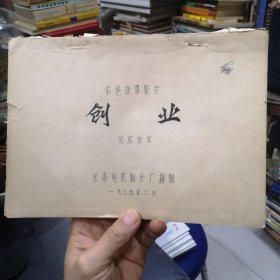 彩色故事影片
创业
完成台本
长春电影制片厂摄制
一九七五年二月